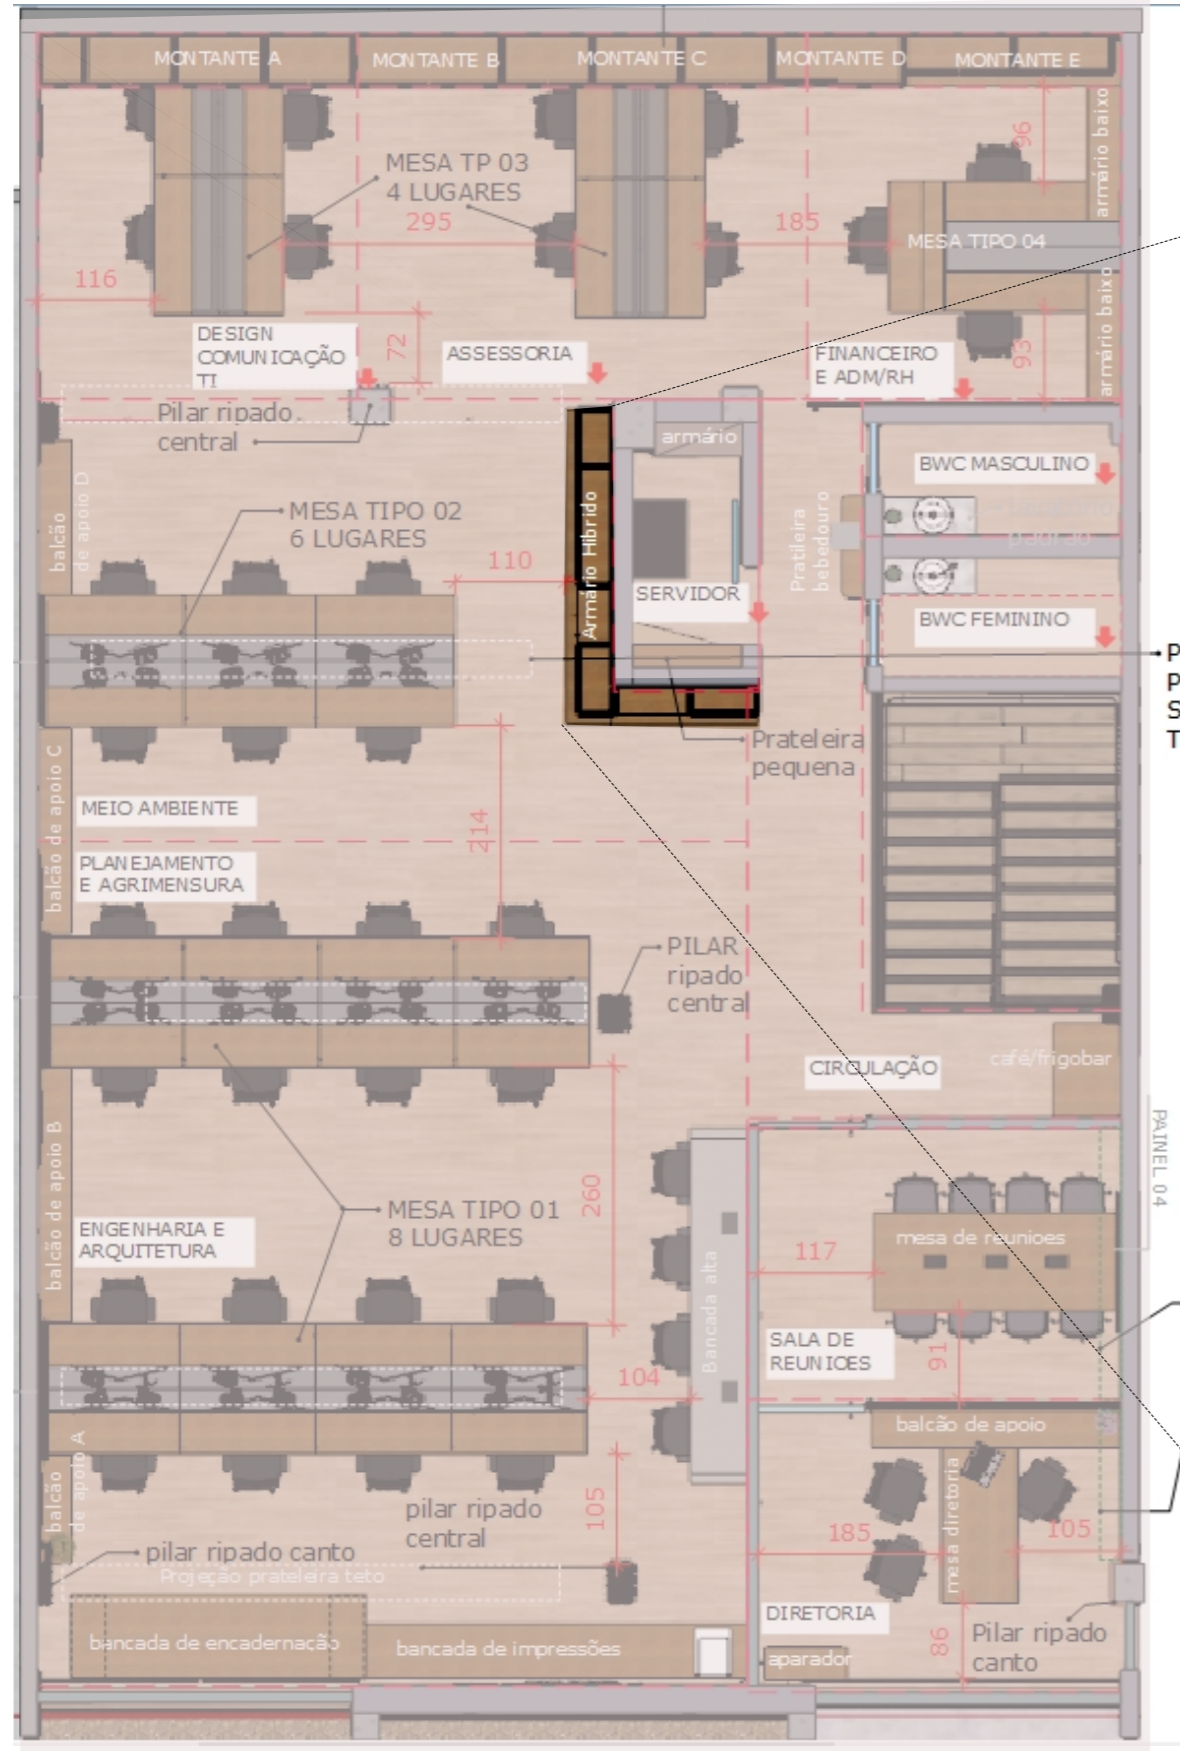 MONTANTE A
MONTANTE B
MONTANTE C
MONTANTE D
MONTANTE E
armário baixo
96
MESA TP 03
4 LUGARES
295
185
MESA TIPO 04
116
armário baixo
DESIGN
COMUNICAÇÃO
TI
72
ASSESSORIA
FINANCEIRO
E ADM/RH
93
Pilar ripado
central
armário
BWC MASCULINO
balcão
de apoio D
MESA TIPO 02
6 LUGARES
110
Armário Híbrido
SERVIDOR
Pratileira
bebedouro
BWC FEMININO
P
P
S
T
Prateleira
pequena
balcão de apoio C
MEIO AMBIENTE
214
PLANEJAMENTO
E AGRIMENSURA
PILAR
ripado
central
CIRCULAÇÃO
café/frigobar
PAINEL 04
balcão de apoio B
ENGENHARIA E
ARQUITETURA
MESA TIPO 01
8 LUGARES
260
Bancada alta
mesa de reunioes
117
SALA DE
REUNIOES
91
104
balcão de apoio
balcão
de apoio A
pilar ripado
central
105
mesa diretoria
185
105
pilar ripado canto
Projeção prateleira teto
DIRETORIA
86
Pilar ripado
canto
bancada de encadernação
bancada de impressões
aparador